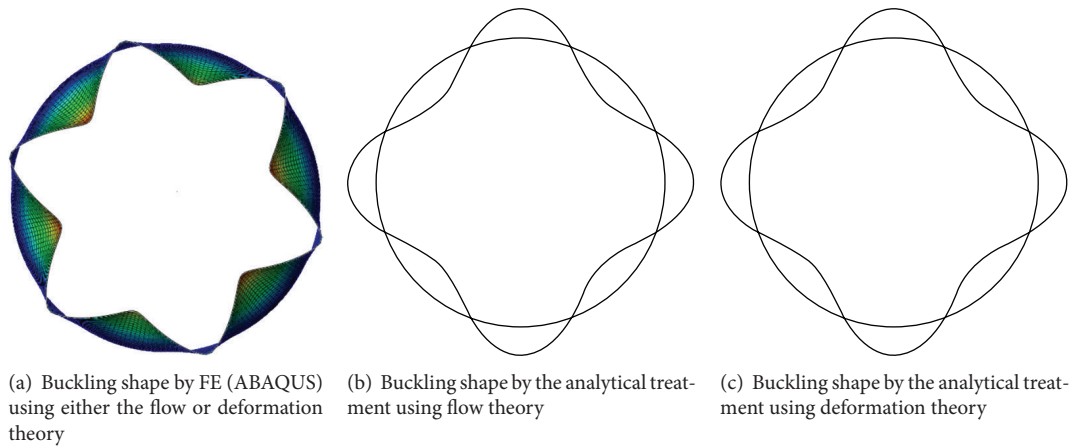 (a) Buckling shape by FE (ABAQUS)
using either the flow or deformation
theory
(b) Buckling shape by the analytical treat-
ment using flow theory
(c) Buckling shape by the analytical treat-
ment using deformation theory